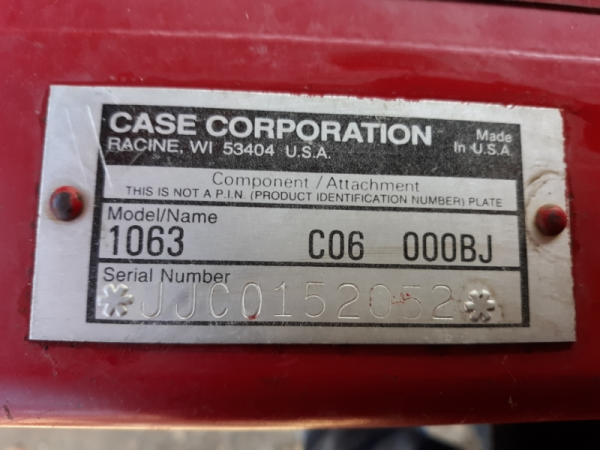 CASE CORPORATION
RACINE, WI 53404 U.S.A.
Made
In U.S.A
Component / Attachment
THIS IS NOT A P.I.N. (PRODUCT IDENTIFICATION NUMBER) PLATE
Model/Name
1063 C06 000BJ
Serial Number
*JJC0152052*